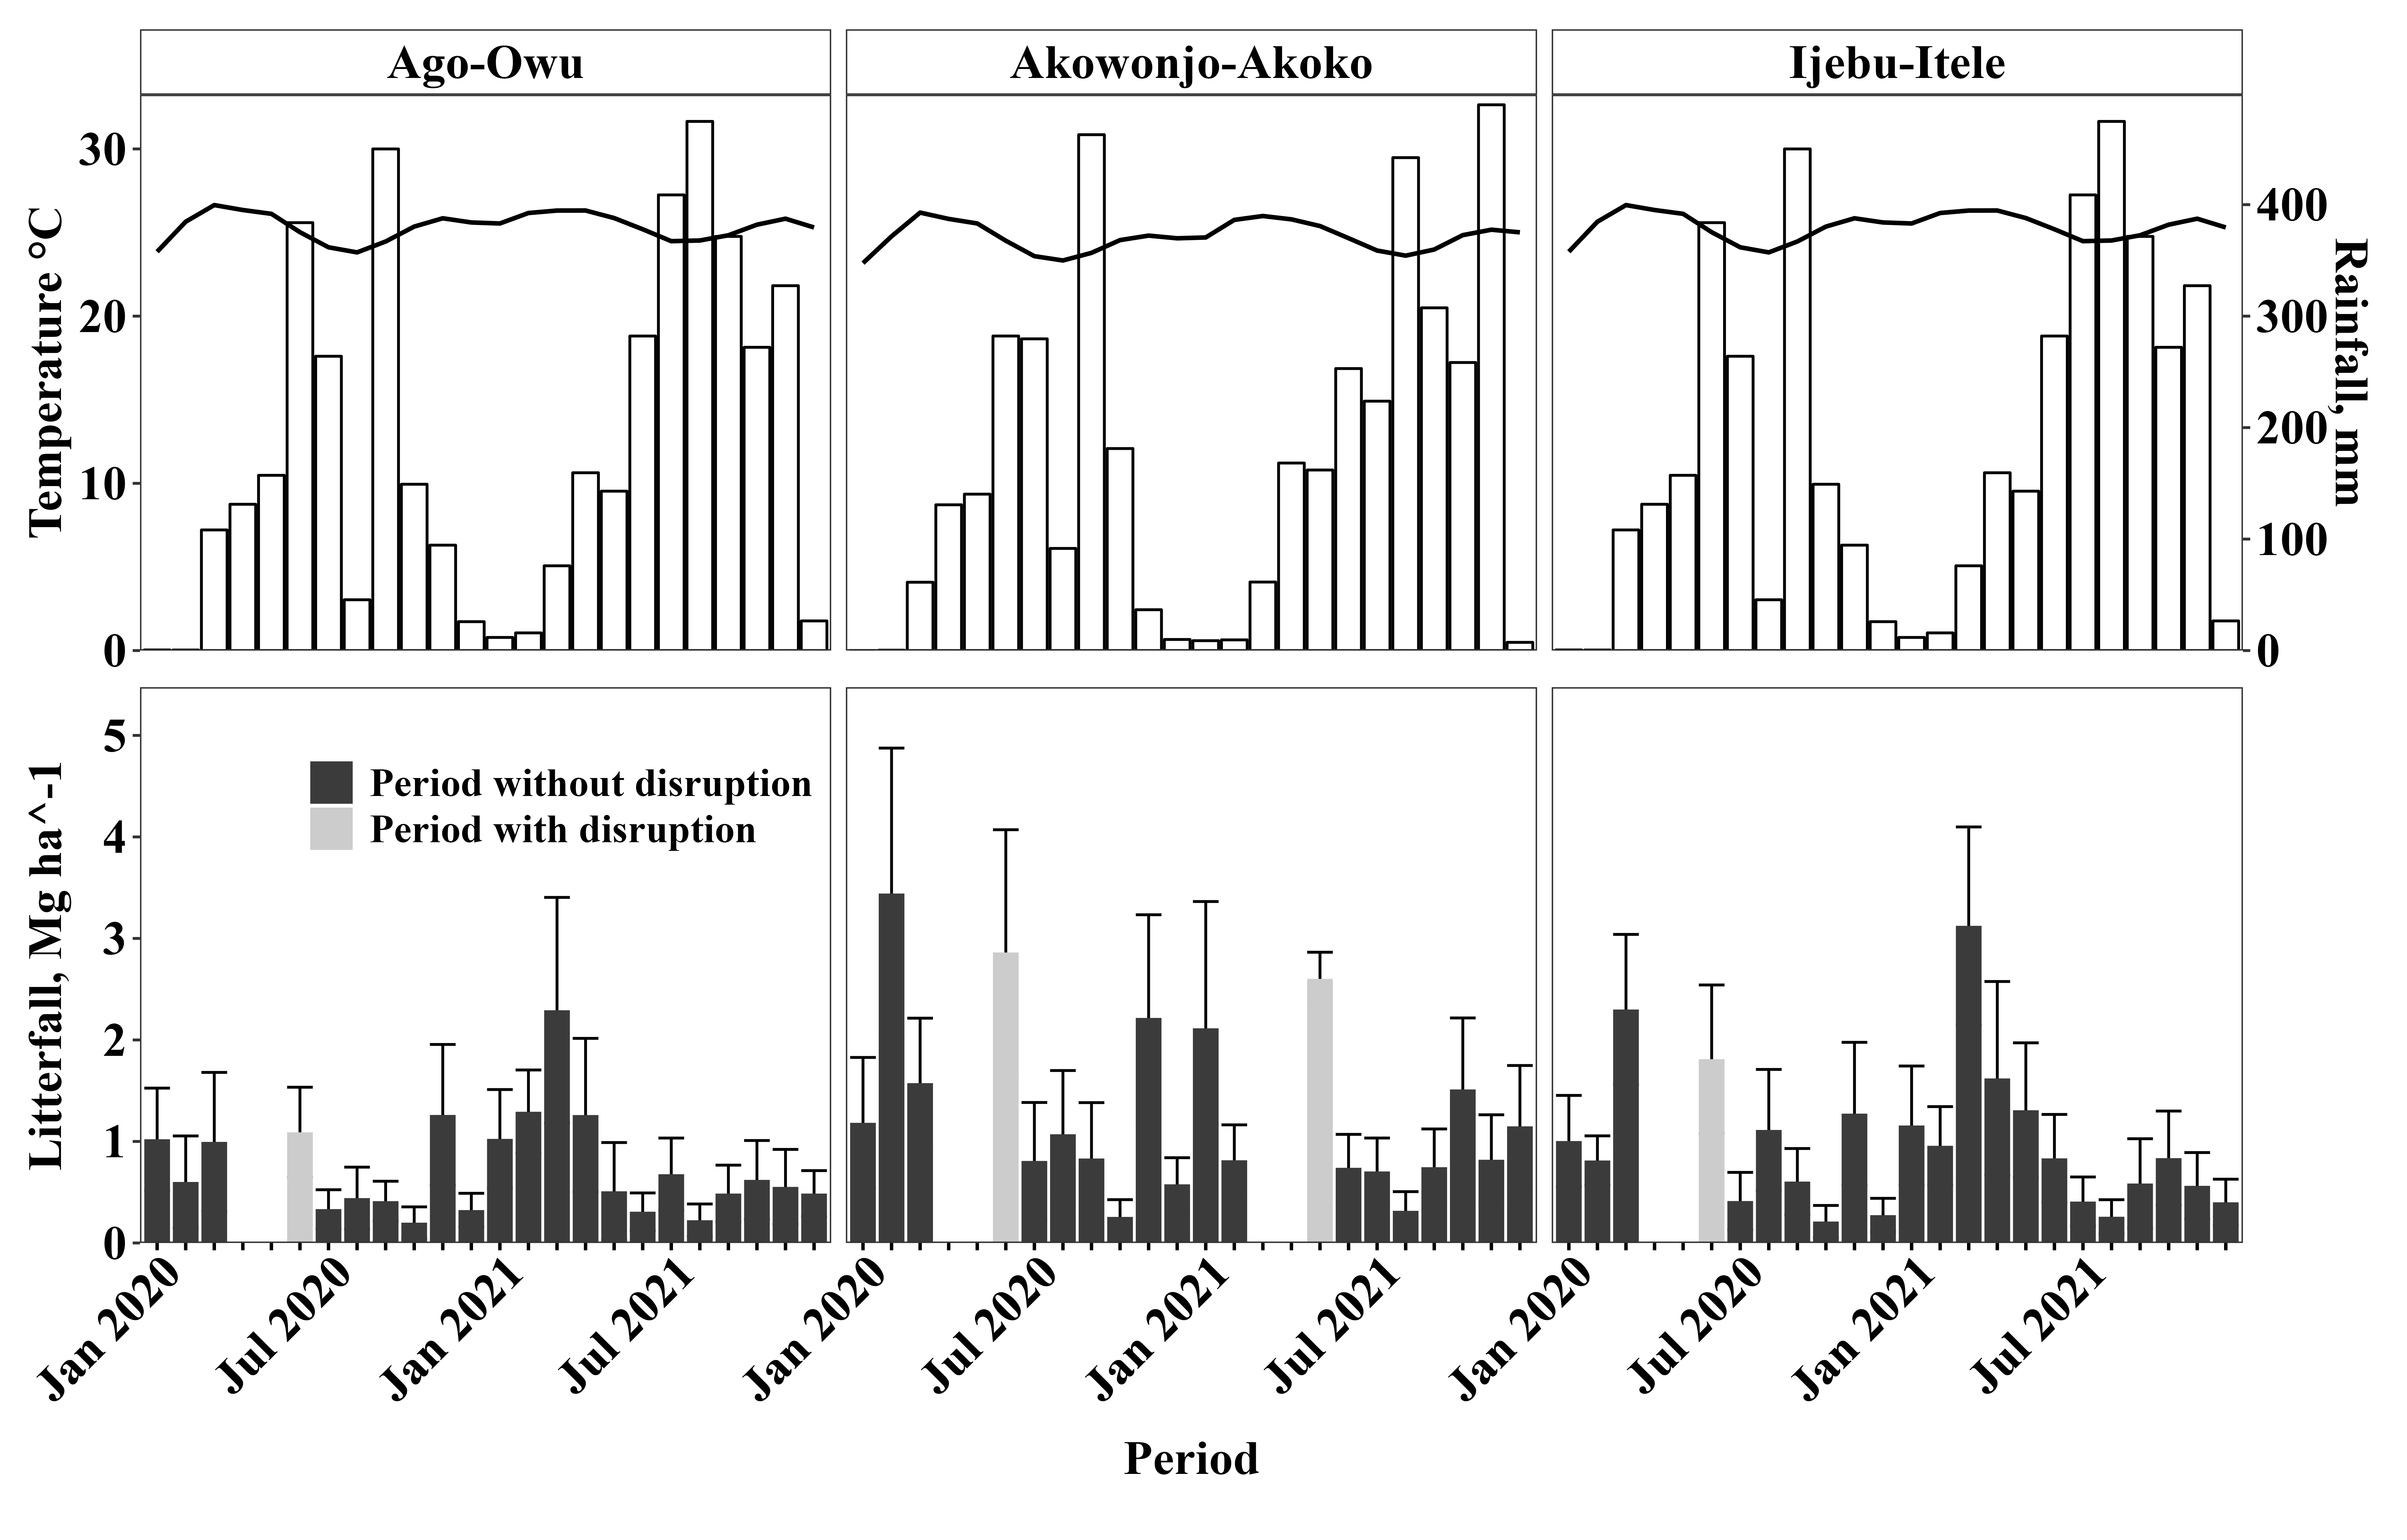 Ago-Owu
Akowonjo-Akoko
Ijebu-Itele
Temperature °C
30
20
10
0
Rainfall, mm
400
300
200
100
0
Littterfall, Mg ha^-1
5
4
3
2
1
0
Period without disruption
Period with disruption
Jan 2020
Jul 2020
Jan 2021
Jul 2021
Jan 2020
Jul 2020
Jan 2021
Jul 2021
Jan 2020
Jul 2020
Jan 2021
Jul 2021
Period